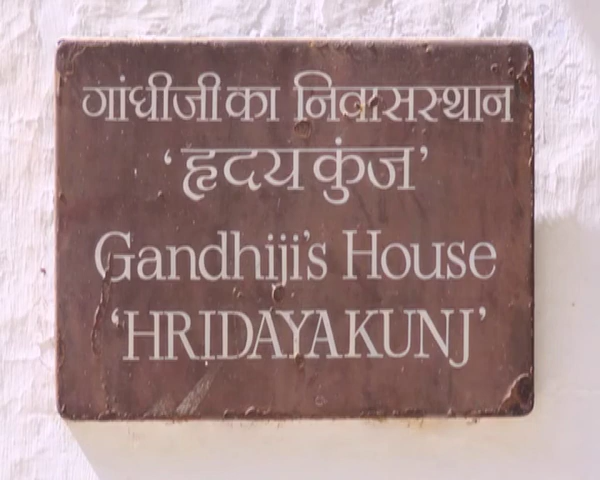 गांधीजी का निवासस्थान
‘हृदय कुंज’
Gandhiji's House
‘HRIDAYAKUNJ’